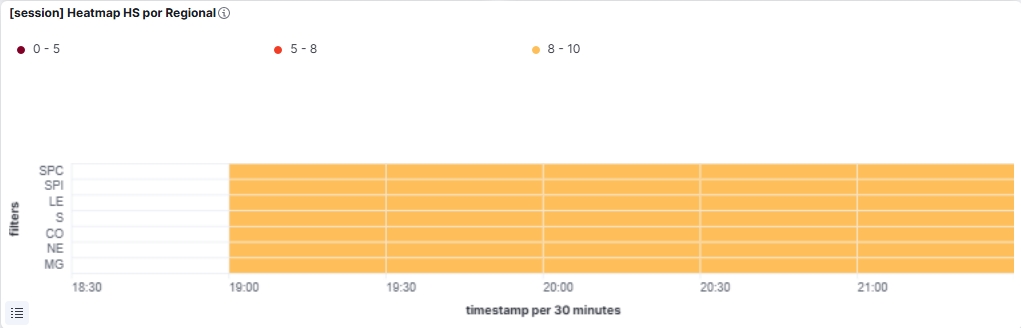 [session] Heatmap HS por Regional
0 - 5
5 - 8
8 - 10
filters
SPC
SPI
LE
S
CO
NE
MG
18:30 19:00 19:30 20:00 20:30 21:00
timestamp per 30 minutes